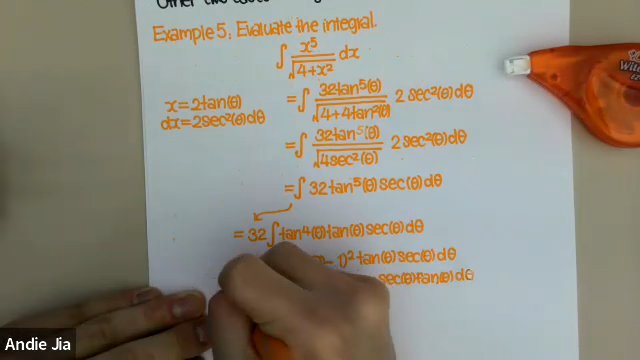 Example 5: Evaluate the integral.
∫ x⁵/√(4+x²) dx
x=2tan(θ)
dx=2sec²(θ)dθ
=∫ 32tan⁵(θ)/√(4+4tan²(θ)) 2sec²(θ)dθ
=∫ 32tan⁵(θ)/√(4sec²(θ)) 2sec²(θ)dθ
=∫ 32tan⁵(θ)sec(θ)dθ
= 32∫ tan⁴(θ)tan(θ)sec(θ)dθ
- 1)² tan(θ)sec(θ)dθ
sec(θ)tan(θ)dθ
Andie Jia